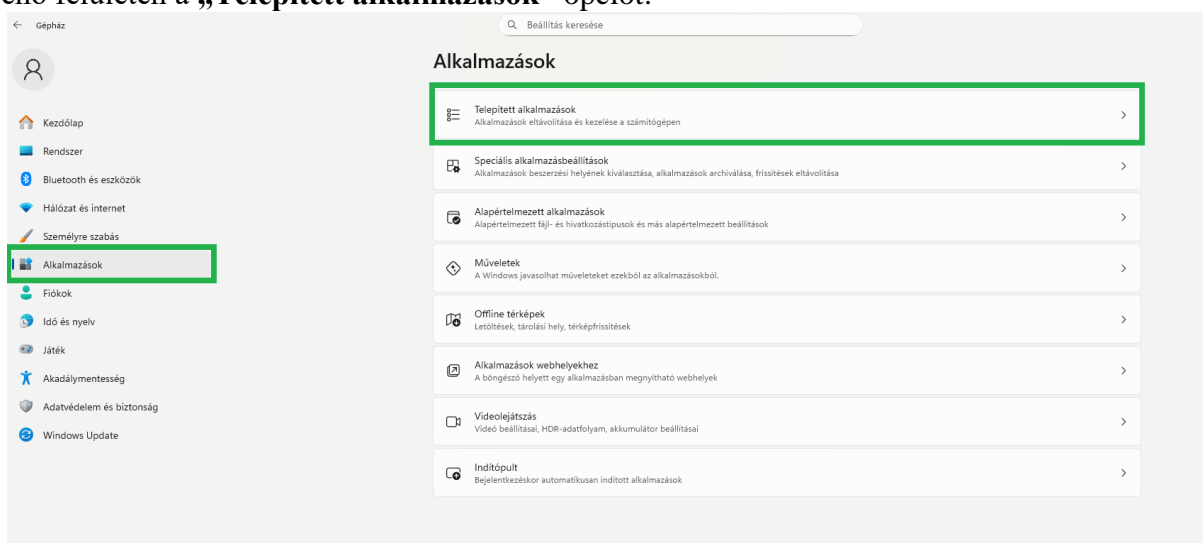 felületen a „Telepített alkalmazások” opciót.
Gépház
Beállítás keresése
Alkalmazások
Kezdőlap
Rendszer
Bluetooth és eszközök
Hálózat és internet
Személyre szabás
Alkalmazások
Fiókok
Idő és nyelv
Játék
Akadálymentesség
Adatvédelem és biztonság
Windows Update
Telepített alkalmazások
Alkalmazások eltávolítása és kezelése a számítógépen
Speciális alkalmazásbeállítások
Alkalmazások beszerzési helyének kiválasztása, alkalmazások archiválása, frissítések eltávolítása
Alapértelmezett alkalmazások
Alapértelmezett fájl- és hivatkozástípusok és más alapértelmezett beállítások
Műveletek
A Windows javasolhat műveleteket ezekből az alkalmazásokból.
Offline térképek
Letöltések, tárolási hely, térképfrissítések
Alkalmazások webhelyekhez
A böngésző helyett egy alkalmazásban megnyitható webhelyek
Videolejátszás
Videó beállításai, HDR-adatfolyam, akkumulátor beállításai
Indítópult
Bejelentkezéskor automatikusan indított alkalmazások